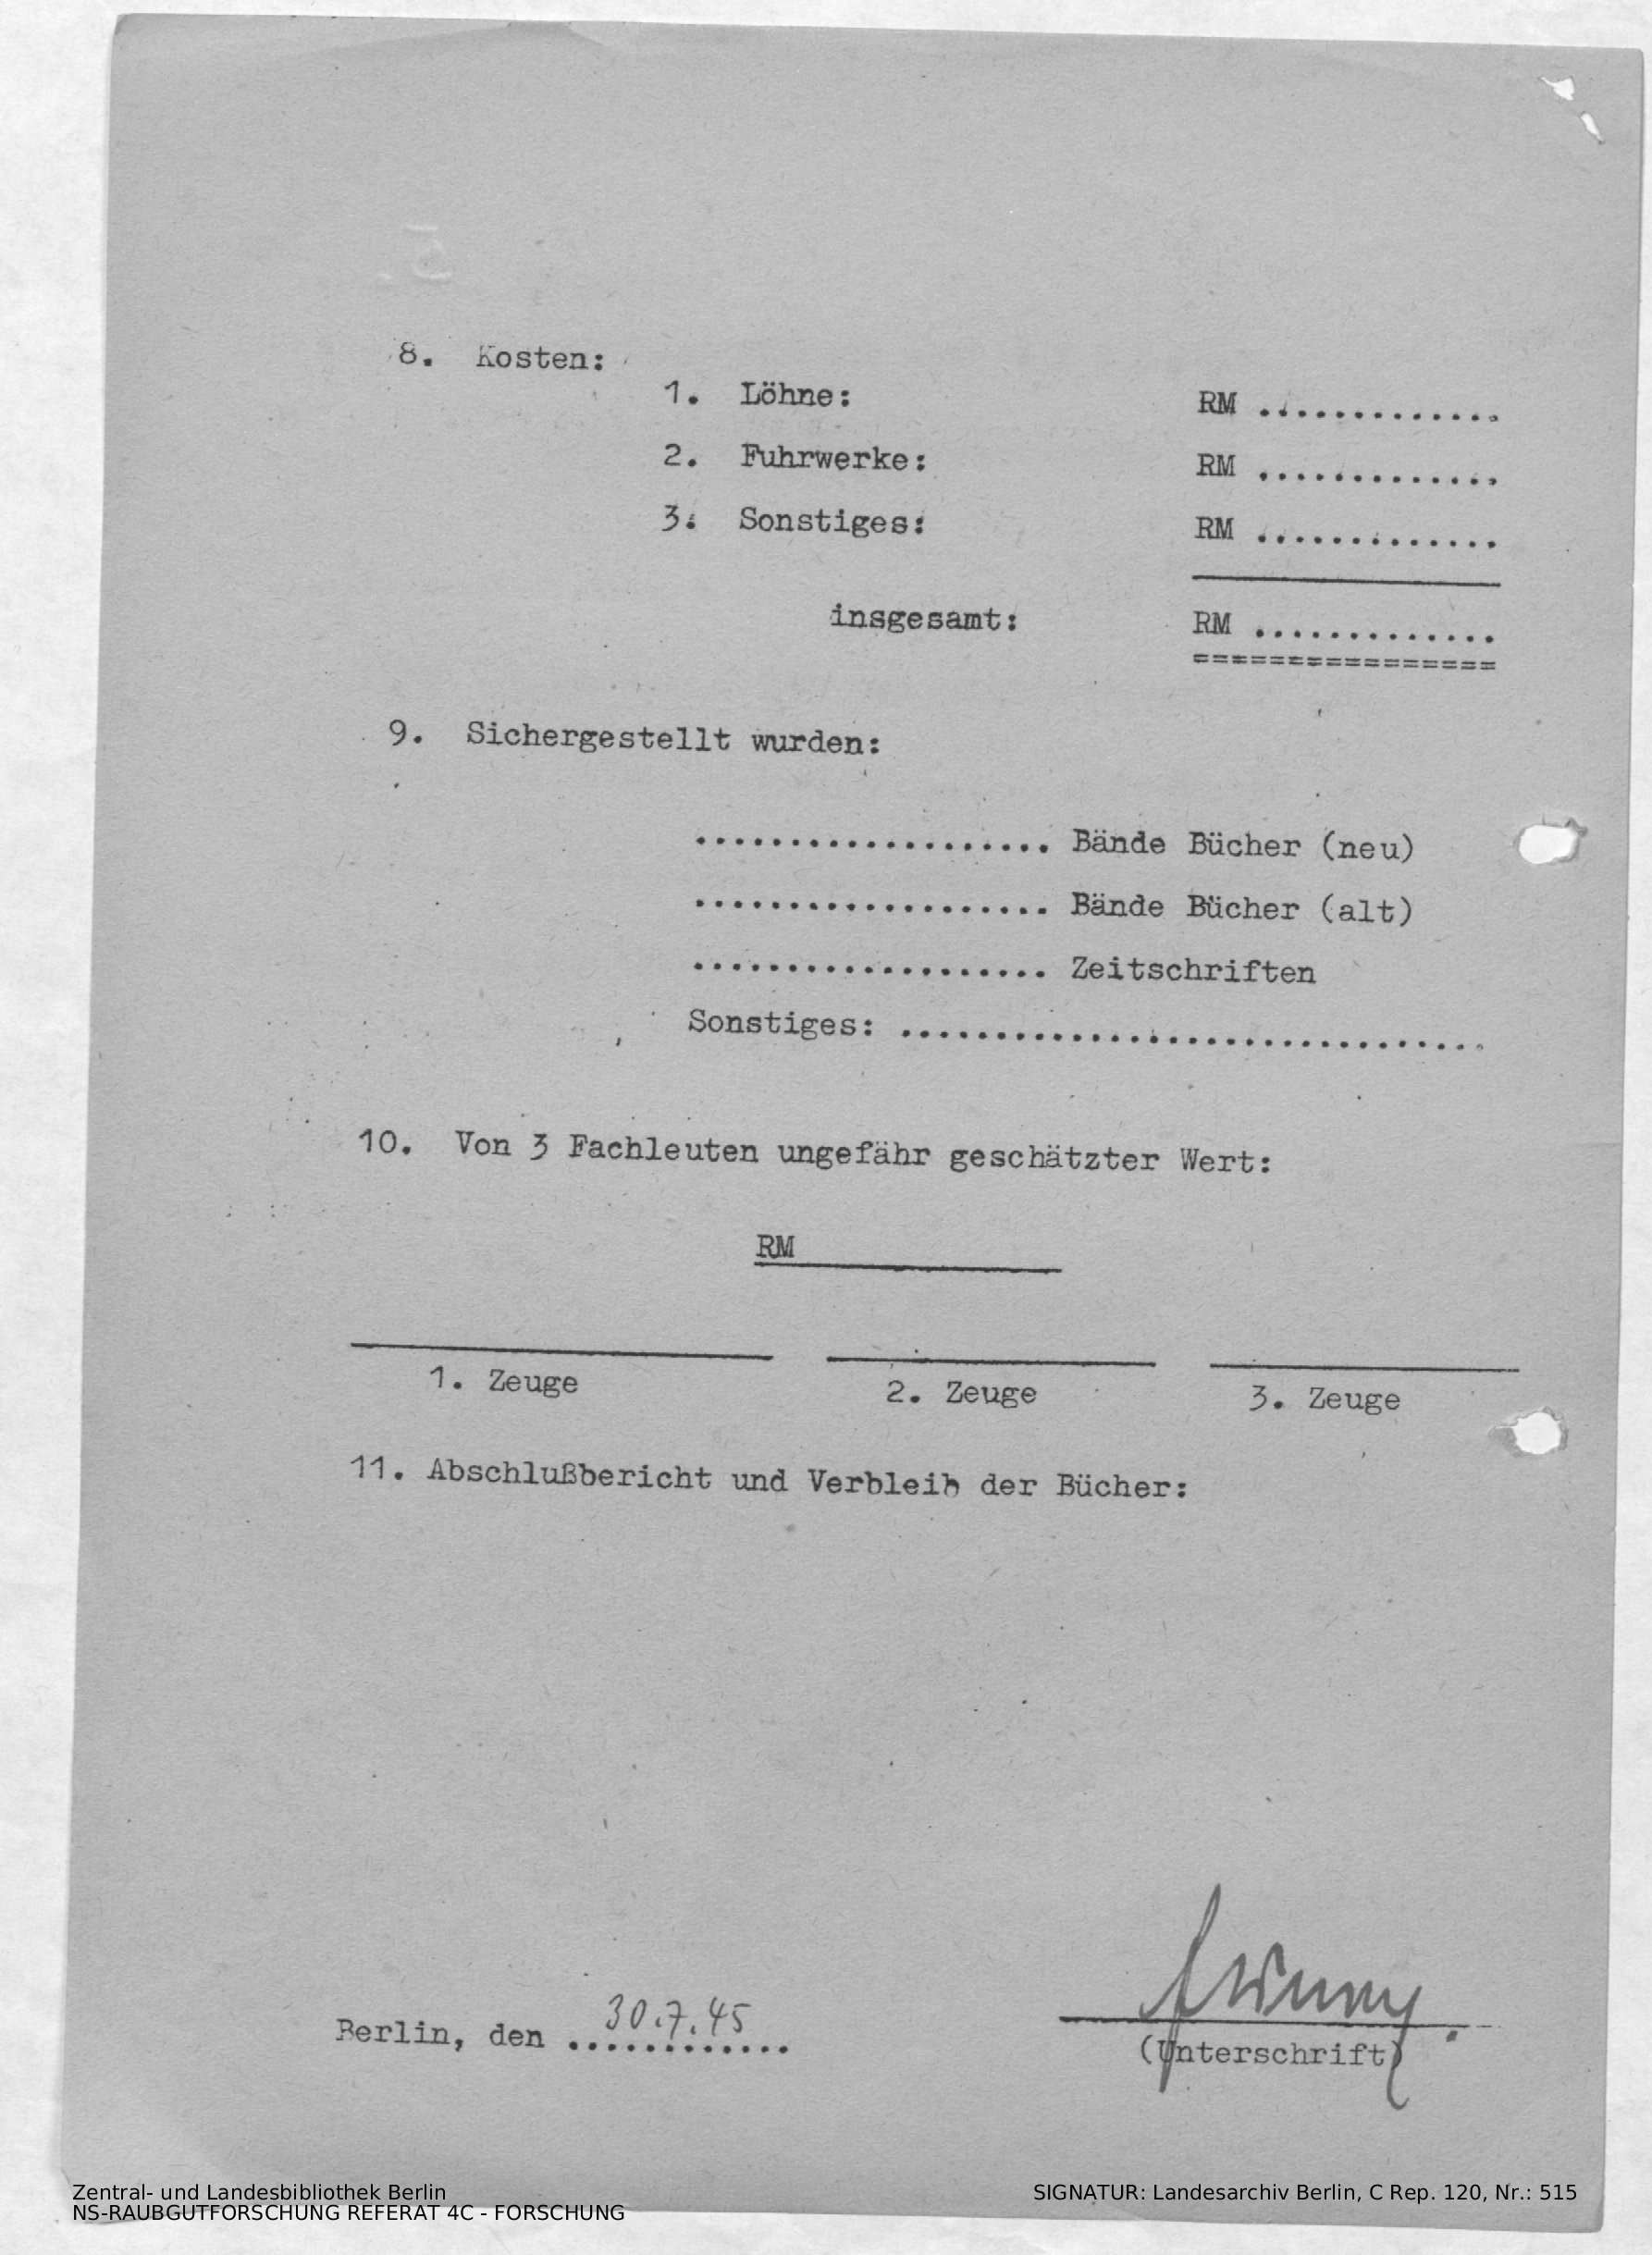 8. Kosten:
1. Löhne: RM .............
2. Fuhrwerke: RM .............
3. Sonstiges: RM .............
insgesamt: RM .............
================
9. Sichergestellt wurden:
................... Bände Bücher (neu)
................... Bände Bücher (alt)
................... Zeitschriften
Sonstiges: ...............................
10. Von 3 Fachleuten ungefähr geschätzter Wert:
RM
1. Zeuge 2. Zeuge 3. Zeuge
11. Abschlußbericht und Verbleib der Bücher:
Berlin, den 30.7.45
(Unterschrift)
Zentral- und Landesbibliothek Berlin
NS-RAUBGUTFORSCHUNG REFERAT 4C - FORSCHUNG
SIGNATUR: Landesarchiv Berlin, C Rep. 120, Nr.: 515